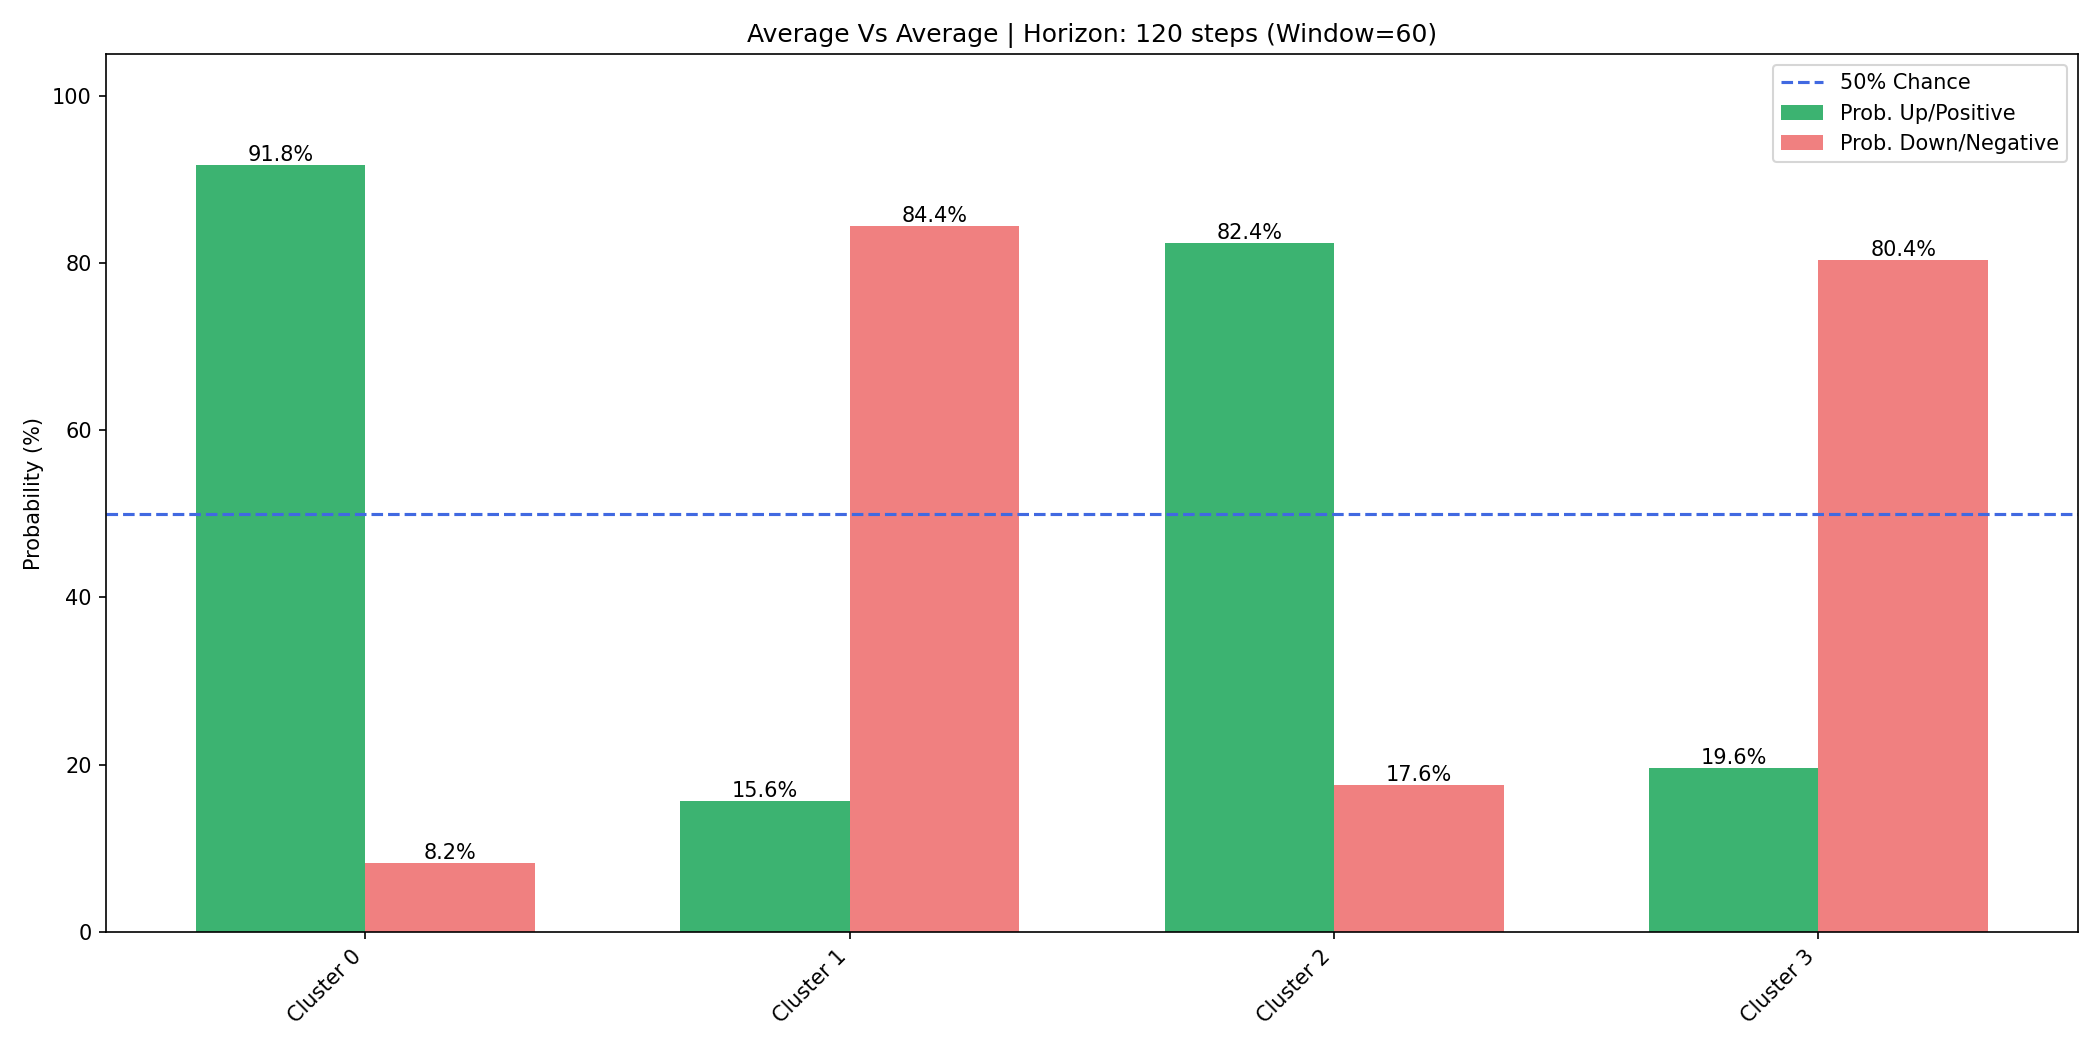 Average Vs Average | Horizon: 120 steps (Window=60)
50% Chance
Prob. Up/Positive
Prob. Down/Negative
Probability (%)
100
80
60
40
20
0
91.8%
8.2%
15.6%
84.4%
82.4%
17.6%
19.6%
80.4%
Cluster 0
Cluster 1
Cluster 2
Cluster 3